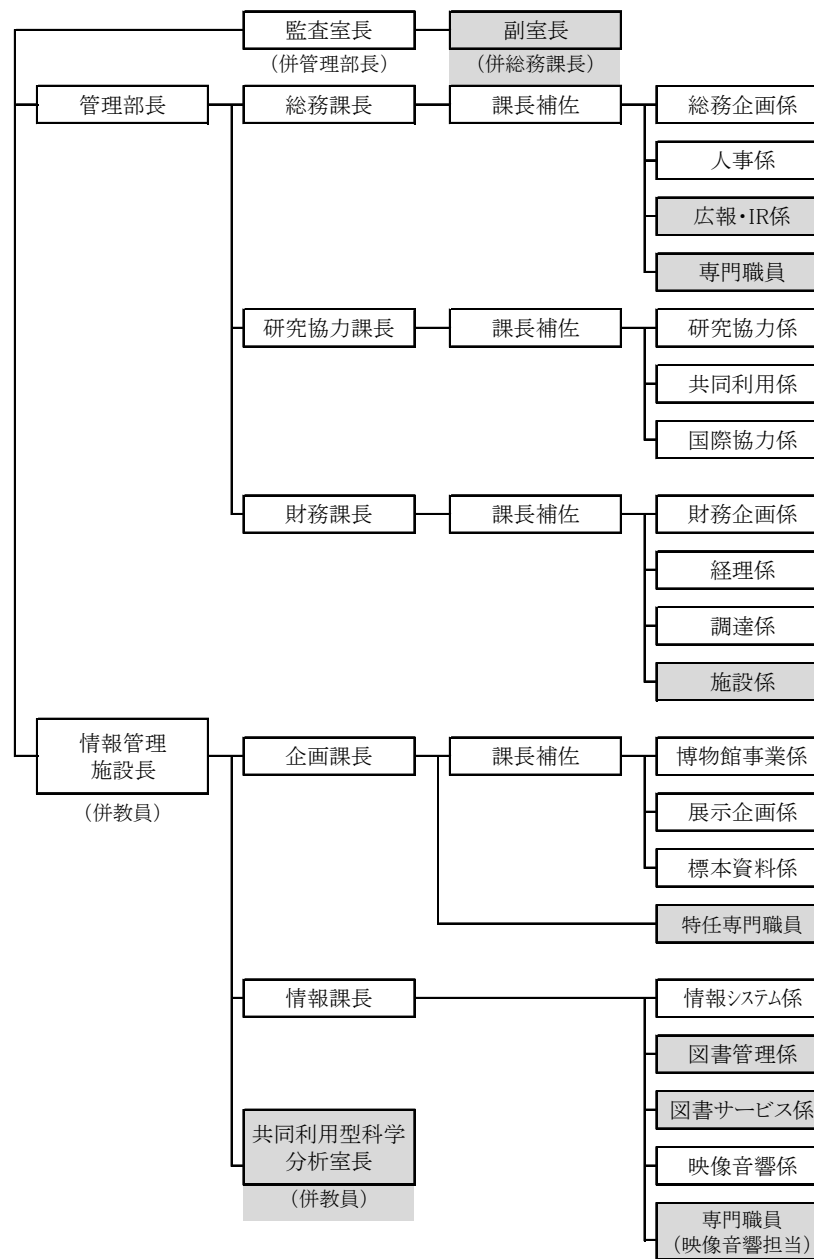 監査室長
副室長
(併管理部長)
(併総務課長)
管理部長
総務課長
課長補佐
総務企画係
人事係
広報・IR係
専門職員
研究協力課長
課長補佐
研究協力係
共同利用係
国際協力係
財務課長
課長補佐
財務企画係
経理係
調達係
施設係
情報管理
施設長
(併教員)
企画課長
課長補佐
博物館事業係
展示企画係
標本資料係
特任専門職員
情報課長
情報システム係
図書管理係
図書サービス係
共同利用型科学
分析室長
(併教員)
映像音響係
専門職員
(映像音響担当)